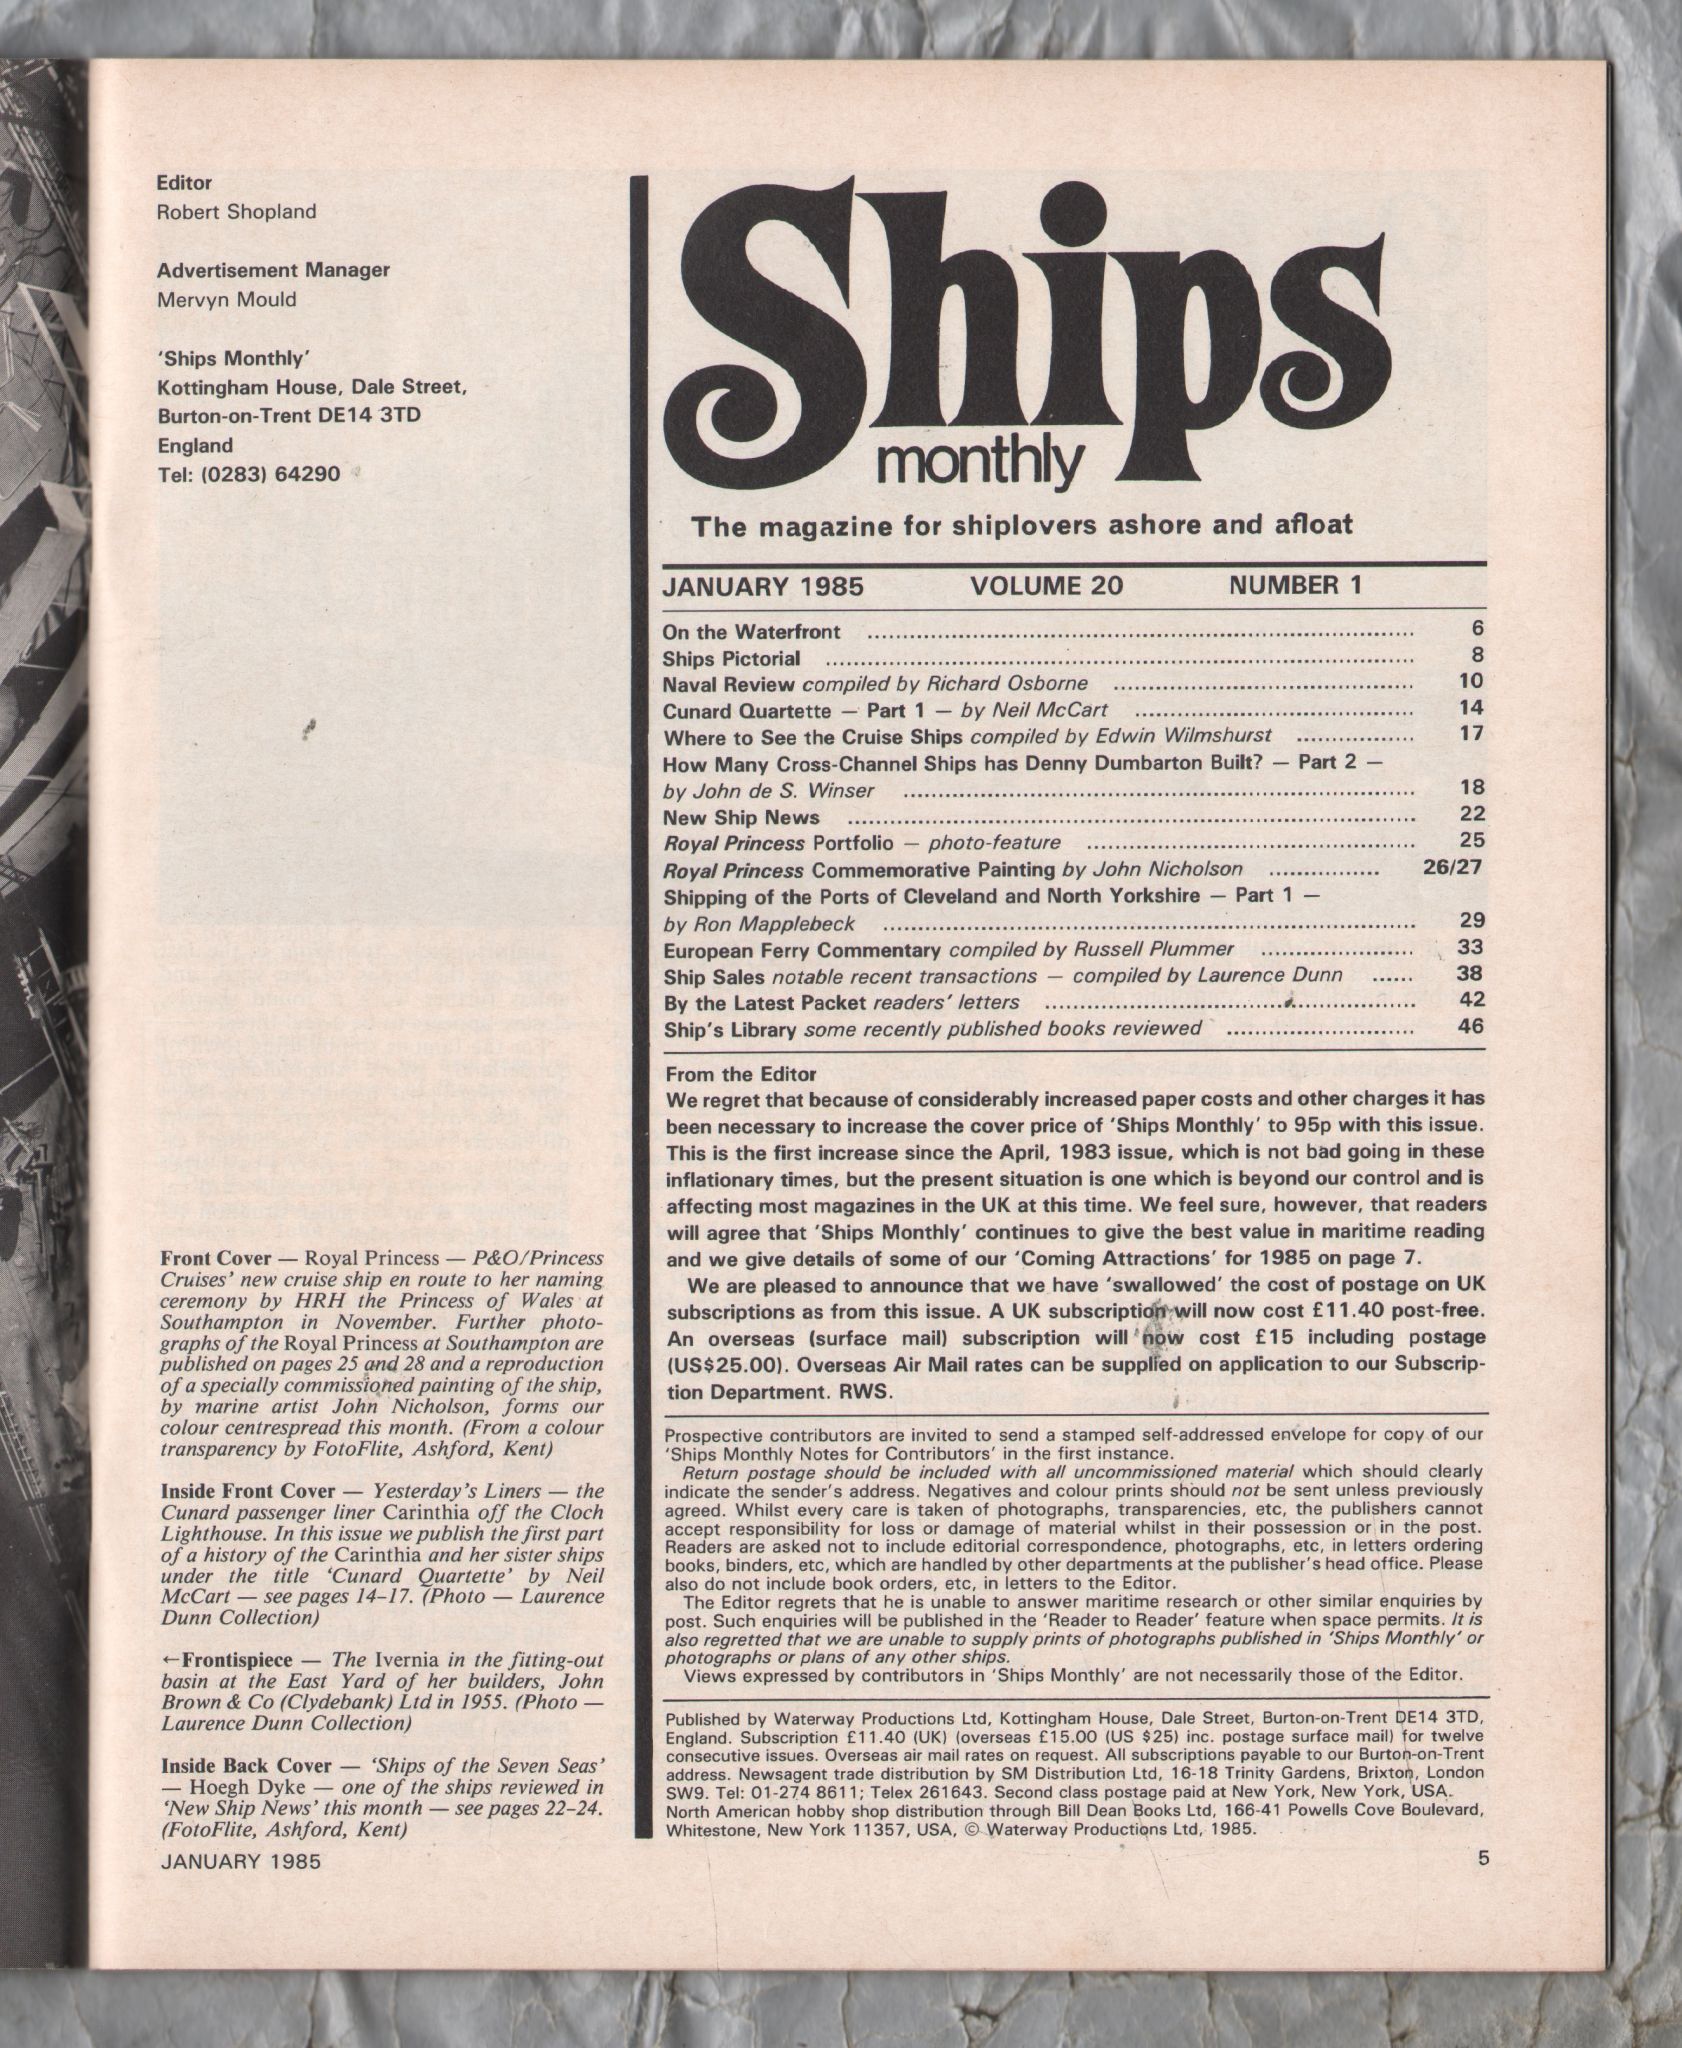 Editor
Robert Shopland
Advertisement Manager
Mervyn Mould
‘Ships Monthly’
Kottingham House, Dale Street,
Burton-on-Trent DE14 3TD
England
Tel: (0283) 64290
Front Cover — Royal Princess — P&O/Princess
Cruises’ new cruise ship en route to her naming
ceremony by HRH the Princess of Wales at
Southampton in November. Further photo-
graphs of the Royal Princess at Southampton are
published on pages 25 and 28 and a reproduction
of a specially commissioned painting of the ship,
by marine artist John Nicholson, forms our
colour centrespread this month. (From a colour
transparency by FotoFlite, Ashford, Kent)
Inside Front Cover — Yesterday’s Liners — the
Cunard passenger liner Carinthia off the Cloch
Lighthouse. In this issue we publish the first part
of a history of the Carinthia and her sister ships
under the title ‘Cunard Quartette’ by Neil
McCart — see pages 14–17. (Photo — Laurence
Dunn Collection)
←Frontispiece — The Ivernia in the fitting-out
basin at the East Yard of her builders, John
Brown & Co (Clydebank) Ltd in 1955. (Photo —
Laurence Dunn Collection)
Inside Back Cover — ‘Ships of the Seven Seas’
— Hoegh Dyke — one of the ships reviewed in
‘New Ship News’ this month — see pages 22–24.
(FotoFlite, Ashford, Kent)
JANUARY 1985
Ships
monthly
The magazine for shiplovers ashore and afloat
JANUARY 1985 VOLUME 20 NUMBER 1
On the Waterfront ........ 6
Ships Pictorial ........ 8
Naval Review compiled by Richard Osborne ........ 10
Cunard Quartette — Part 1 — by Neil McCart ........ 14
Where to See the Cruise Ships compiled by Edwin Wilmshurst ........ 17
How Many Cross-Channel Ships has Denny Dumbarton Built? — Part 2 —
by John de S. Winser ........ 18
New Ship News ........ 22
Royal Princess Portfolio — photo-feature ........ 25
Royal Princess Commemorative Painting by John Nicholson ........ 26/27
Shipping of the Ports of Cleveland and North Yorkshire — Part 1 —
by Ron Mapplebeck ........ 29
European Ferry Commentary compiled by Russell Plummer ........ 33
Ship Sales notable recent transactions — compiled by Laurence Dunn ...... 38
By the Latest Packet readers’ letters ........ 42
Ship’s Library some recently published books reviewed ........ 46
From the Editor
We regret that because of considerably increased paper costs and other charges it has
been necessary to increase the cover price of ‘Ships Monthly’ to 95p with this issue.
This is the first increase since the April, 1983 issue, which is not bad going in these
inflationary times, but the present situation is one which is beyond our control and is
affecting most magazines in the UK at this time. We feel sure, however, that readers
will agree that ‘Ships Monthly’ continues to give the best value in maritime reading
and we give details of some of our ‘Coming Attractions’ for 1985 on page 7.
We are pleased to announce that we have ‘swallowed’ the cost of postage on UK
subscriptions as from this issue. A UK subscription will now cost £11.40 post-free.
An overseas (surface mail) subscription will now cost £15 including postage
(US$25.00). Overseas Air Mail rates can be supplied on application to our Subscrip-
tion Department. RWS.
Prospective contributors are invited to send a stamped self-addressed envelope for copy of our
‘Ships Monthly Notes for Contributors’ in the first instance.
Return postage should be included with all uncommissioned material which should clearly
indicate the sender’s address. Negatives and colour prints should not be sent unless previously
agreed. Whilst every care is taken of photographs, transparencies, etc, the publishers cannot
accept responsibility for loss or damage of material whilst in their possession or in the post.
Readers are asked not to include editorial correspondence, photographs, etc, in letters ordering
books, binders, etc, which are handled by other departments at the publisher’s head office. Please
also do not include book orders, etc, in letters to the Editor.
The Editor regrets that he is unable to answer maritime research or other similar enquiries by
post. Such enquiries will be published in the ‘Reader to Reader’ feature when space permits. It is
also regretted that we are unable to supply prints of photographs published in ‘Ships Monthly’ or
photographs or plans of any other ships.
Views expressed by contributors in ‘Ships Monthly’ are not necessarily those of the Editor.
Published by Waterway Productions Ltd, Kottingham House, Dale Street, Burton-on-Trent DE14 3TD,
England. Subscription £11.40 (UK) (overseas £15.00 (US $25) inc. postage surface mail) for twelve
consecutive issues. Overseas air mail rates on request. All subscriptions payable to our Burton-on-Trent
address. Newsagent trade distribution by SM Distribution Ltd, 16-18 Trinity Gardens, Brixton, London
SW9. Tel: 01-274 8611; Telex 261643. Second class postage paid at New York, New York, USA.
North American hobby shop distribution through Bill Dean Books Ltd, 166-41 Powells Cove Boulevard,
Whitestone, New York 11357, USA, © Waterway Productions Ltd, 1985.
5